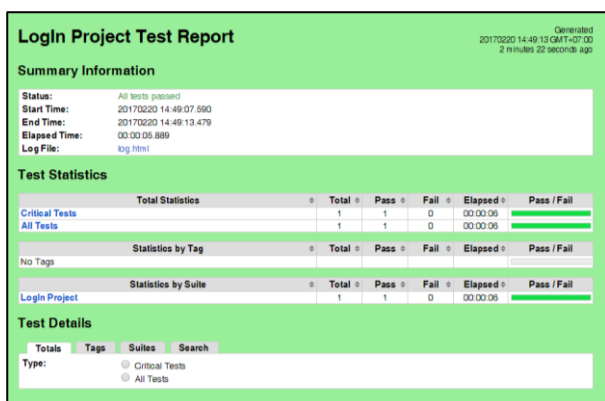 LogIn Project Test Report
Generated
20170220 14:49:13 GMT+07:00
2 minutes 22 seconds ago
Summary Information
Status: All tests passed
Start Time: 20170220 14:49:07.590
End Time: 20170220 14:49:13.479
Elapsed Time: 00:00:05.889
Log File: log.html
Test Statistics
Total Statistics Total Pass Fail Elapsed Pass / Fail
Critical Tests 1 1 0 00:00:06
All Tests 1 1 0 00:00:06
Statistics by Tag Total Pass Fail Elapsed Pass / Fail
No Tags
Statistics by Suite Total Pass Fail Elapsed Pass / Fail
LogIn Project 1 1 0 00:00:06
Test Details
Totals Tags Suites Search
Type: Critical Tests
All Tests